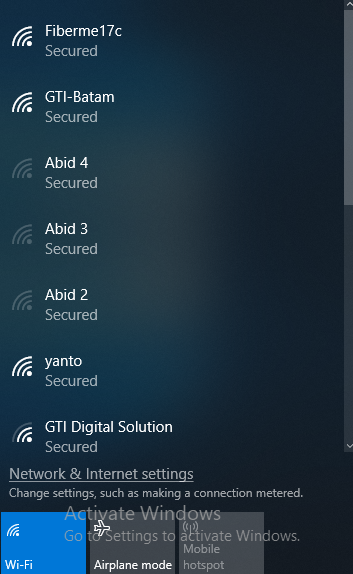 Fiberme17c
Secured
GTI-Batam
Secured
Abid 4
Secured
Abid 3
Secured
Abid 2
Secured
yanto
Secured
GTI Digital Solution
Secured
Network & Internet settings
Change settings, such as making a connection metered.
Activate Windows
Go to Settings to activate Windows.
Wi-Fi
Airplane mode
Mobile
hotspot